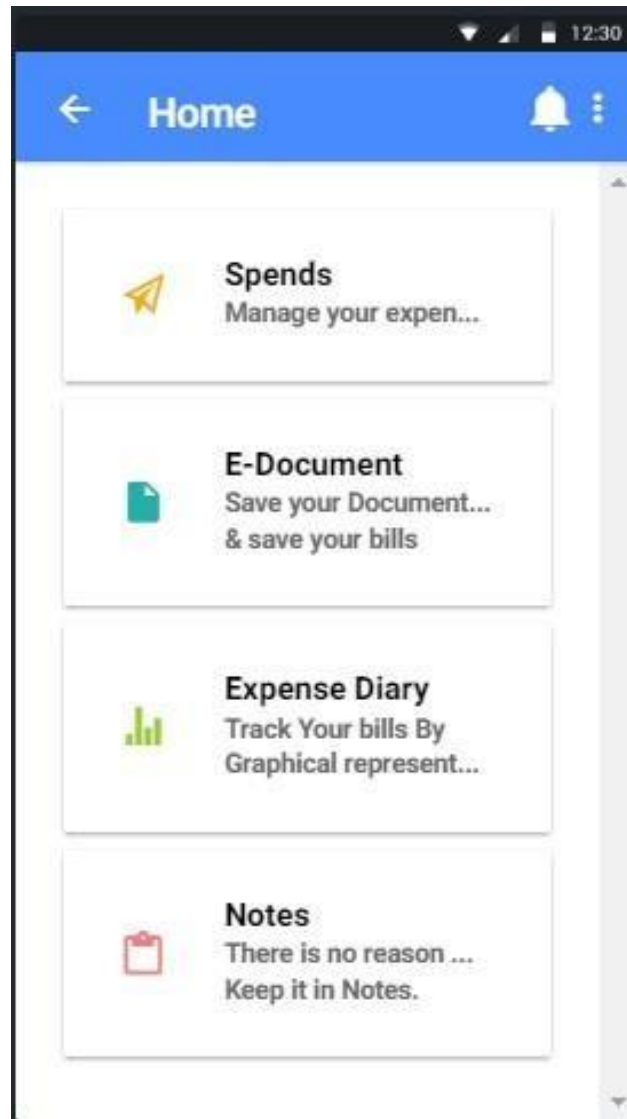 12:30
Home
Spends
Manage your expen...
E-Document
Save your Document...
& save your bills
Expense Diary
Track Your bills By
Graphical represent...
Notes
There is no reason ...
Keep it in Notes.